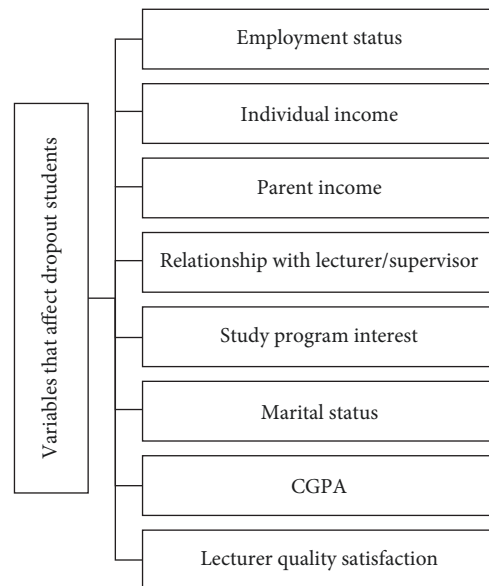 Variables that affect dropout students
Employment status
Individual income
Parent income
Relationship with lecturer/supervisor
Study program interest
Marital status
CGPA
Lecturer quality satisfaction